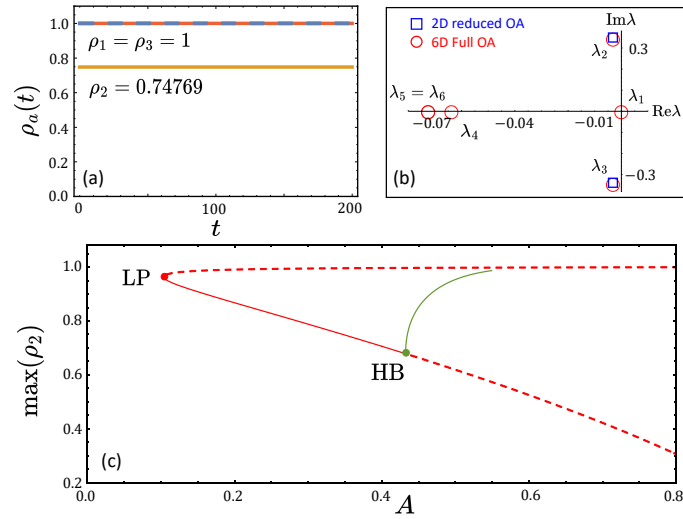 1.0
0.8
0.6
0.4
0.2
0.0
ρₐ(t)
ρ₁ = ρ₃ = 1
ρ₂ = 0.74769
(a)
0
100
200
t
2D reduced OA
6D Full OA
Imλ
λ₂
0.3
λ₅ = λ₆
λ₁
Reλ
−0.07
λ₄
−0.04
−0.01
λ₃
−0.3
(b)
max(ρ₂)
1.0
0.8
0.6
0.4
0.2
LP
HB
(c)
0.0
0.2
0.4
0.6
0.8
A